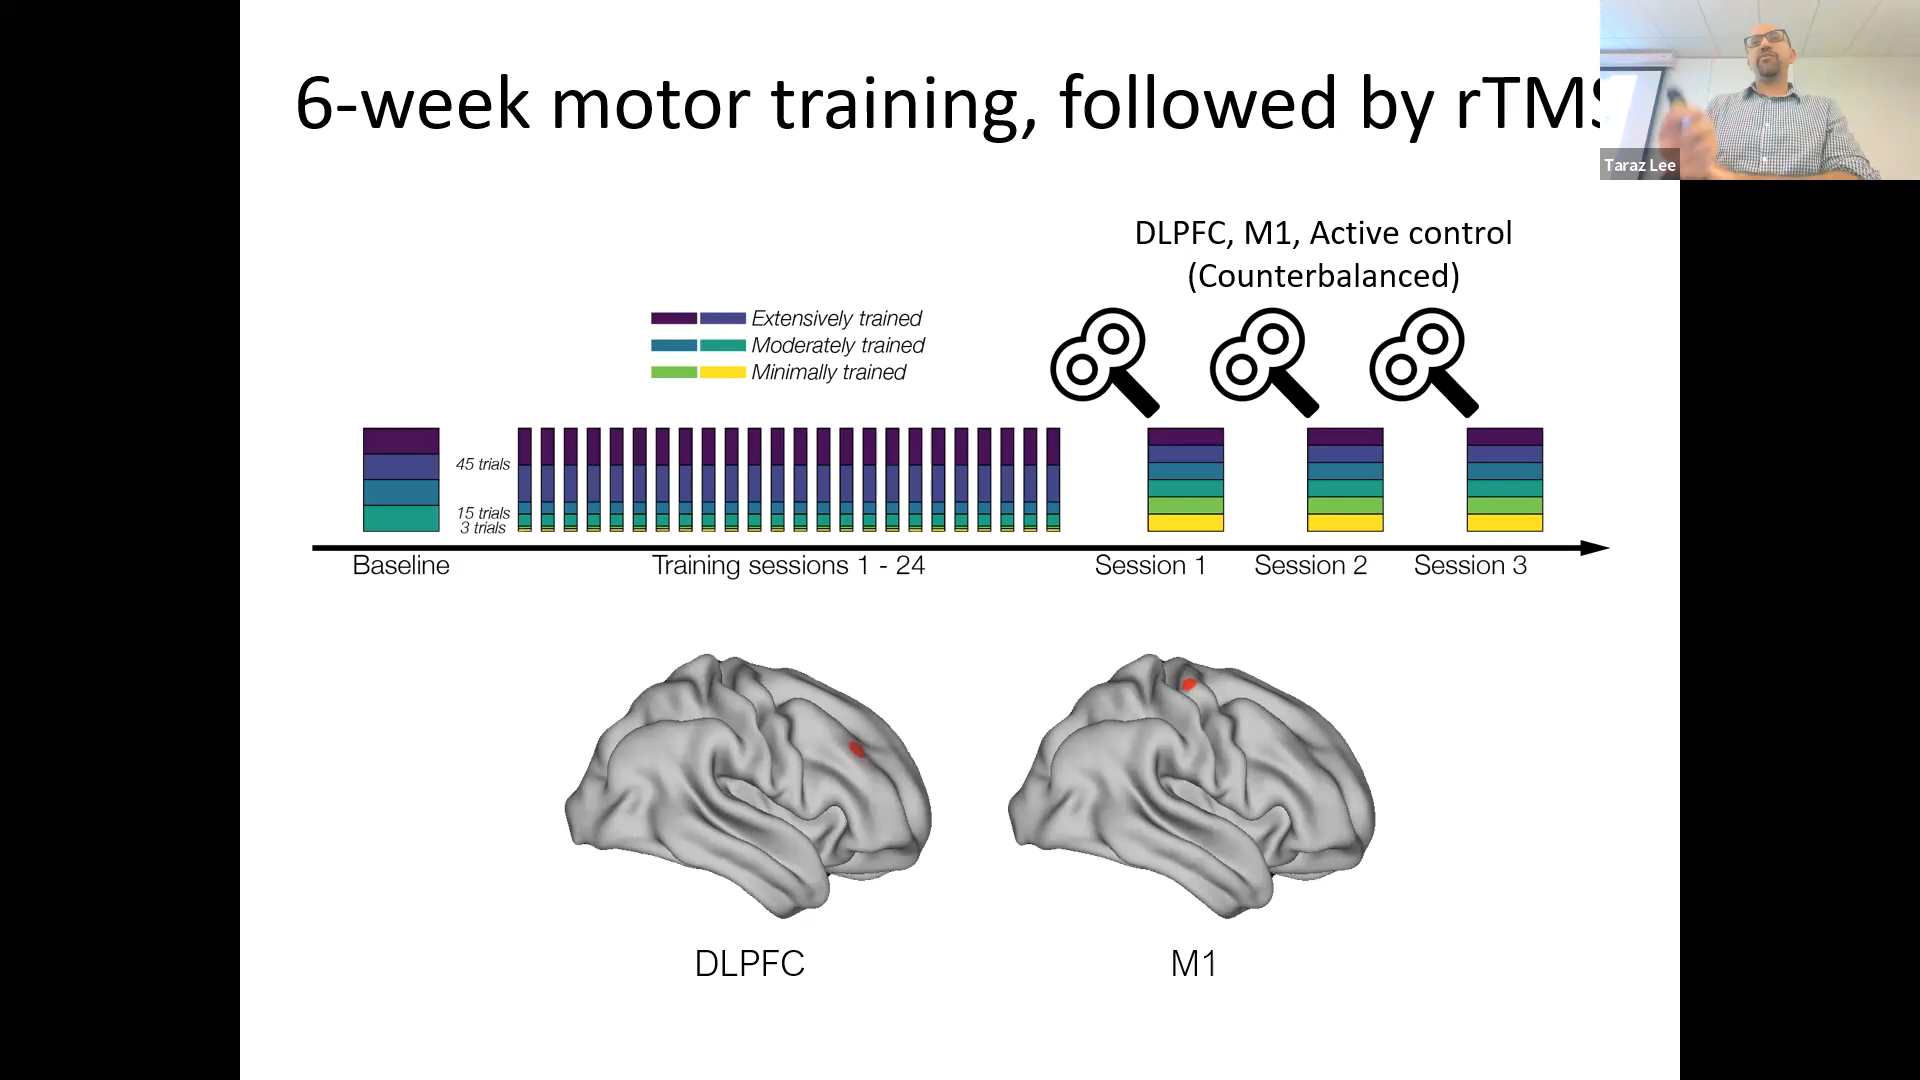 6-week motor training, followed by rTMS
Taraz Lee
DLPFC, M1, Active control
(Counterbalanced)
Extensively trained
Moderately trained
Minimally trained
45 trials
15 trials
3 trials
Baseline
Training sessions 1 - 24
Session 1
Session 2
Session 3
DLPFC
M1